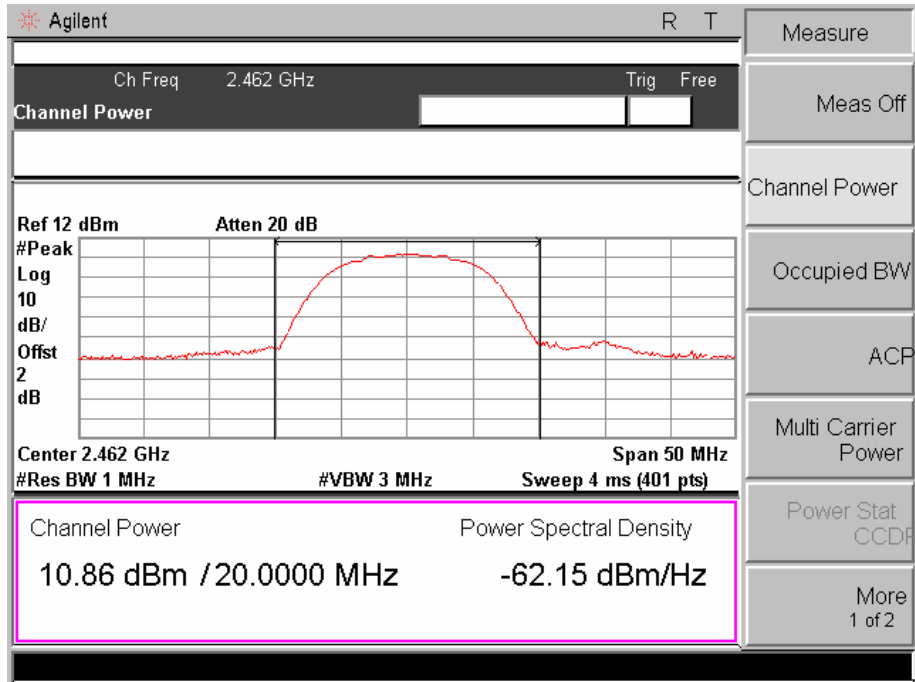 Agilent R T
Measure
Ch Freq 2.462 GHz Trig Free
Channel Power
Meas Off
Channel Power
Ref 12 dBm Atten 20 dB
#Peak
Log
10
dB/
Offst
2
dB
Occupied BW
ACP
Center 2.462 GHz Span 50 MHz
#Res BW 1 MHz #VBW 3 MHz Sweep 4 ms (401 pts)
Multi Carrier
Power
Channel Power Power Spectral Density
10.86 dBm / 20.0000 MHz -62.15 dBm/Hz
Power Stat
CCDF
More
1 of 2